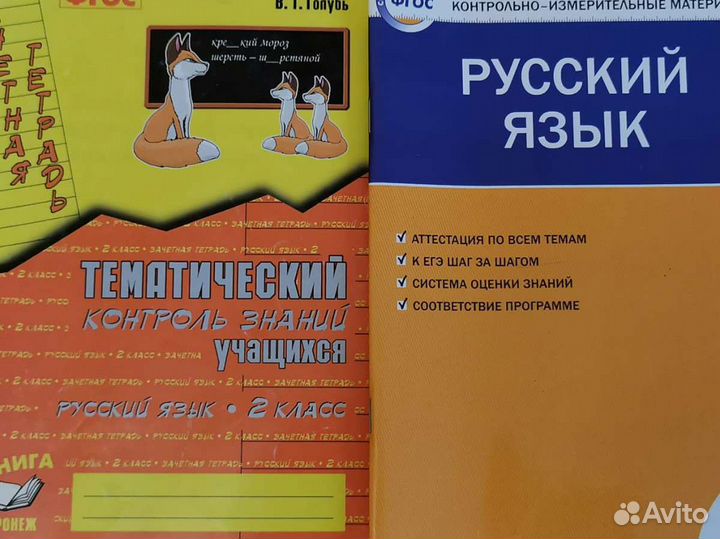 ФГОС
В.Т.Голубь
кре__кий мороз
шерсть – ш__рстяной
ЗАЧЕТНАЯ
ТЕТРАДЬ
2 КЛАСС • ЗАЧЕТНАЯ ТЕТРАДЬ • РУССКИЙ ЯЗЫК • 2
ТЕМАТИЧЕСКИЙ
КОНТРОЛЬ ЗНАНИЙ
УЧАЩИХСЯ
РУССКИЙ ЯЗЫК • 2 КЛАСС
КНИГА
ФГОС
КОНТРОЛЬНО-ИЗМЕРИТЕЛЬНЫЕ МАТЕРИ
РУССКИЙ
ЯЗЫК
АТТЕСТАЦИЯ ПО ВСЕМ ТЕМАМ
К ЕГЭ ШАГ ЗА ШАГОМ
СИСТЕМА ОЦЕНКИ ЗНАНИЙ
СООТВЕТСТВИЕ ПРОГРАММЕ
Avito